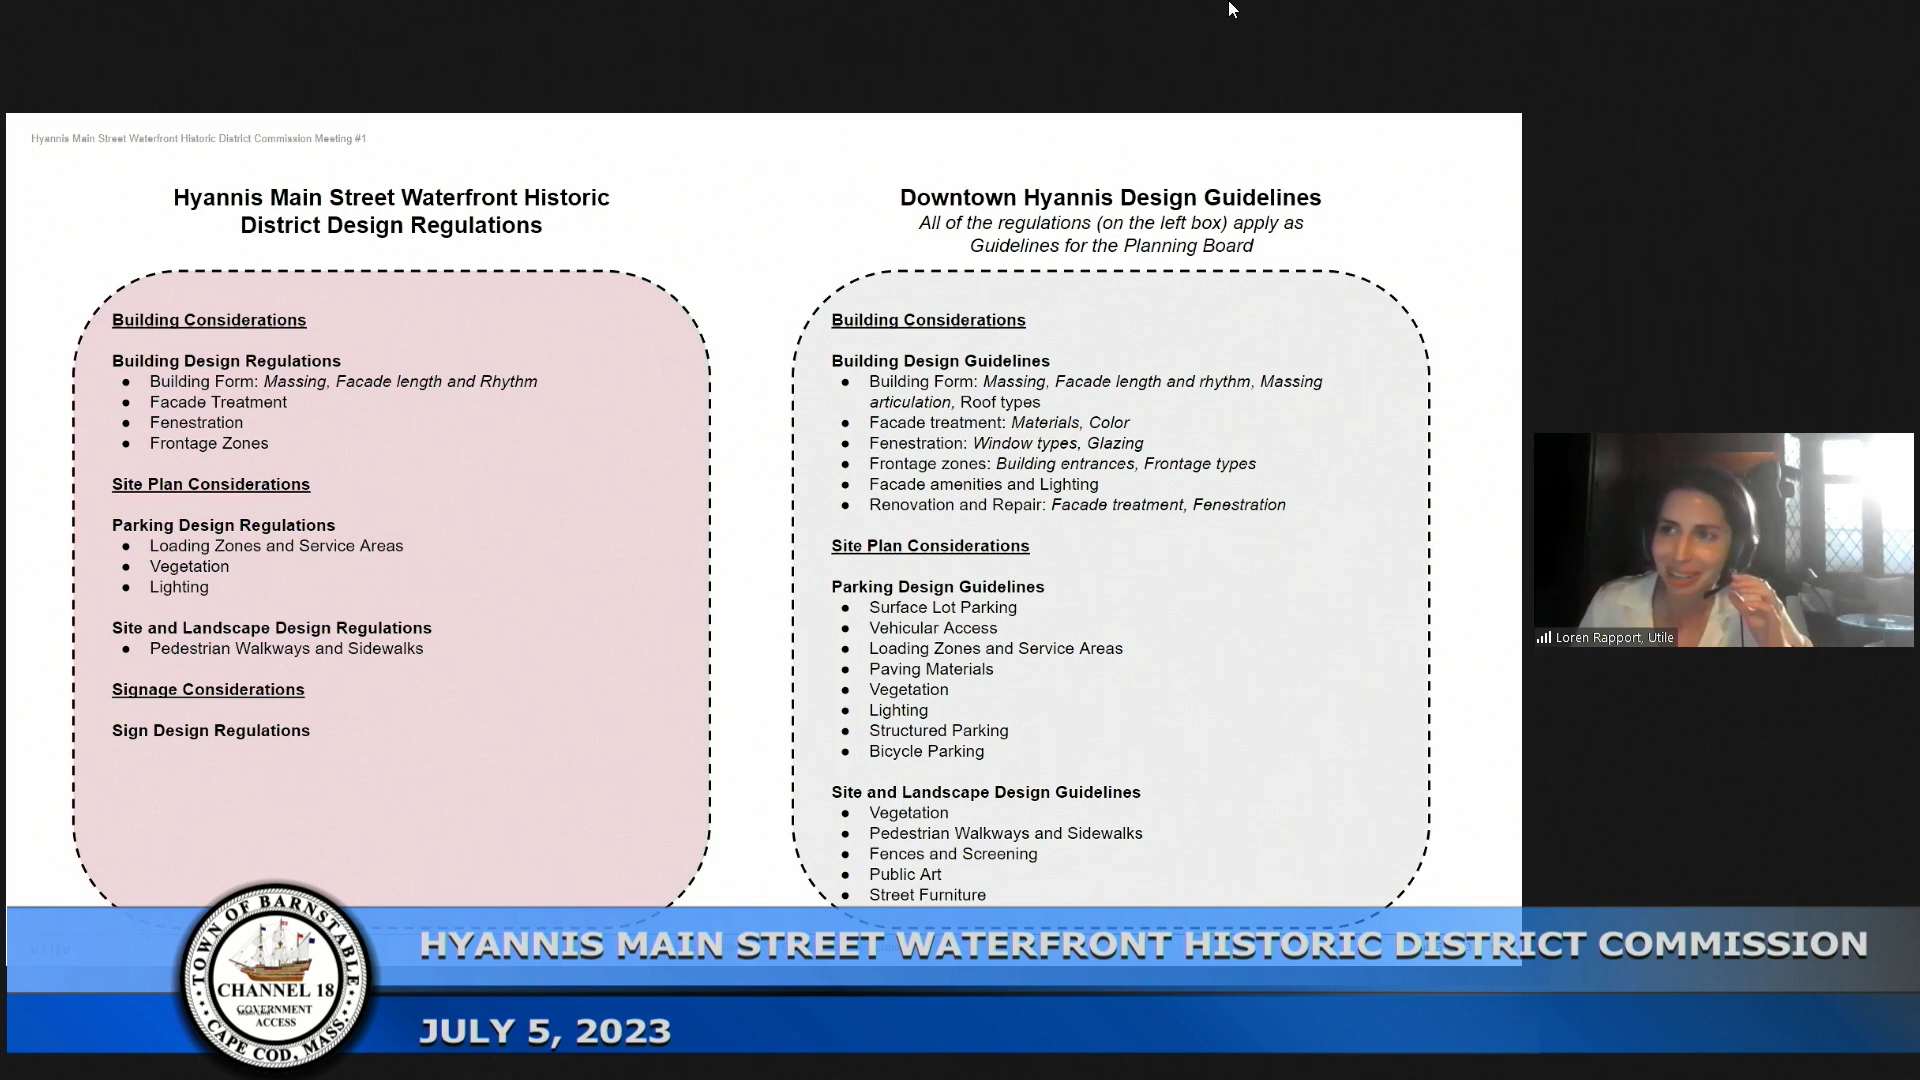 Hyannis Main Street Waterfront Historic District Commission Meeting #1
Hyannis Main Street Waterfront Historic
District Design Regulations
Building Considerations
Building Design Regulations
● Building Form: Massing, Facade length and Rhythm
● Facade Treatment
● Fenestration
● Frontage Zones
Site Plan Considerations
Parking Design Regulations
● Loading Zones and Service Areas
● Vegetation
● Lighting
Site and Landscape Design Regulations
● Pedestrian Walkways and Sidewalks
Signage Considerations
Sign Design Regulations
Downtown Hyannis Design Guidelines
All of the regulations (on the left box) apply as
Guidelines for the Planning Board
Building Considerations
Building Design Guidelines
● Building Form: Massing, Facade length and rhythm, Massing
articulation, Roof types
● Facade treatment: Materials, Color
● Fenestration: Window types, Glazing
● Frontage zones: Building entrances, Frontage types
● Facade amenities and Lighting
● Renovation and Repair: Facade treatment, Fenestration
Site Plan Considerations
Parking Design Guidelines
● Surface Lot Parking
● Vehicular Access
● Loading Zones and Service Areas
● Paving Materials
● Vegetation
● Lighting
● Structured Parking
● Bicycle Parking
Site and Landscape Design Guidelines
● Vegetation
● Pedestrian Walkways and Sidewalks
● Fences and Screening
● Public Art
● Street Furniture
Loren Rapport, Utile
utile
TOWN OF BARNSTABLE
CHANNEL 18
GOVERNMENT
ACCESS
CAPE COD, MASS.
HYANNIS MAIN STREET WATERFRONT HISTORIC DISTRICT COMMISSION
JULY 5, 2023